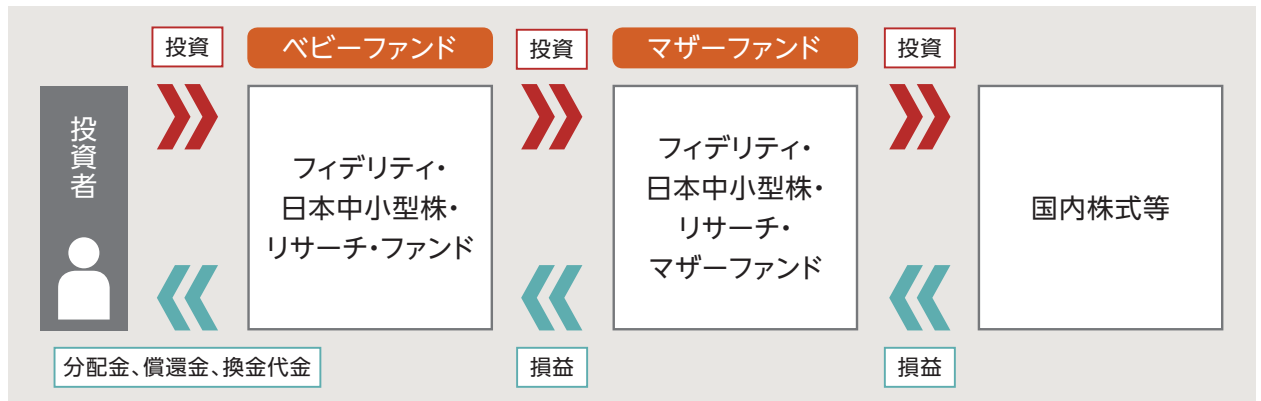 投資
ベビーファンド
投資
マザーファンド
投資
投資者
フィデリティ・
日本中小型株・
リサーチ・ファンド
フィデリティ・
日本中小型株・
リサーチ・
マザーファンド
国内株式等
分配金、償還金、換金代金
損益
損益